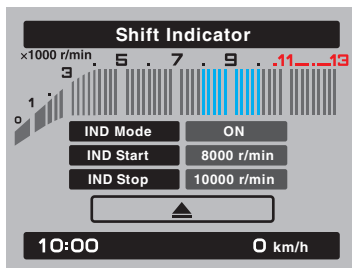 Shift Indicator
×1000 r/min
0 1 3 . 5 . 7 . 9 . 11 . 13
IND Mode ON
IND Start 8000 r/min
IND Stop 10000 r/min
10:00 0 km/h